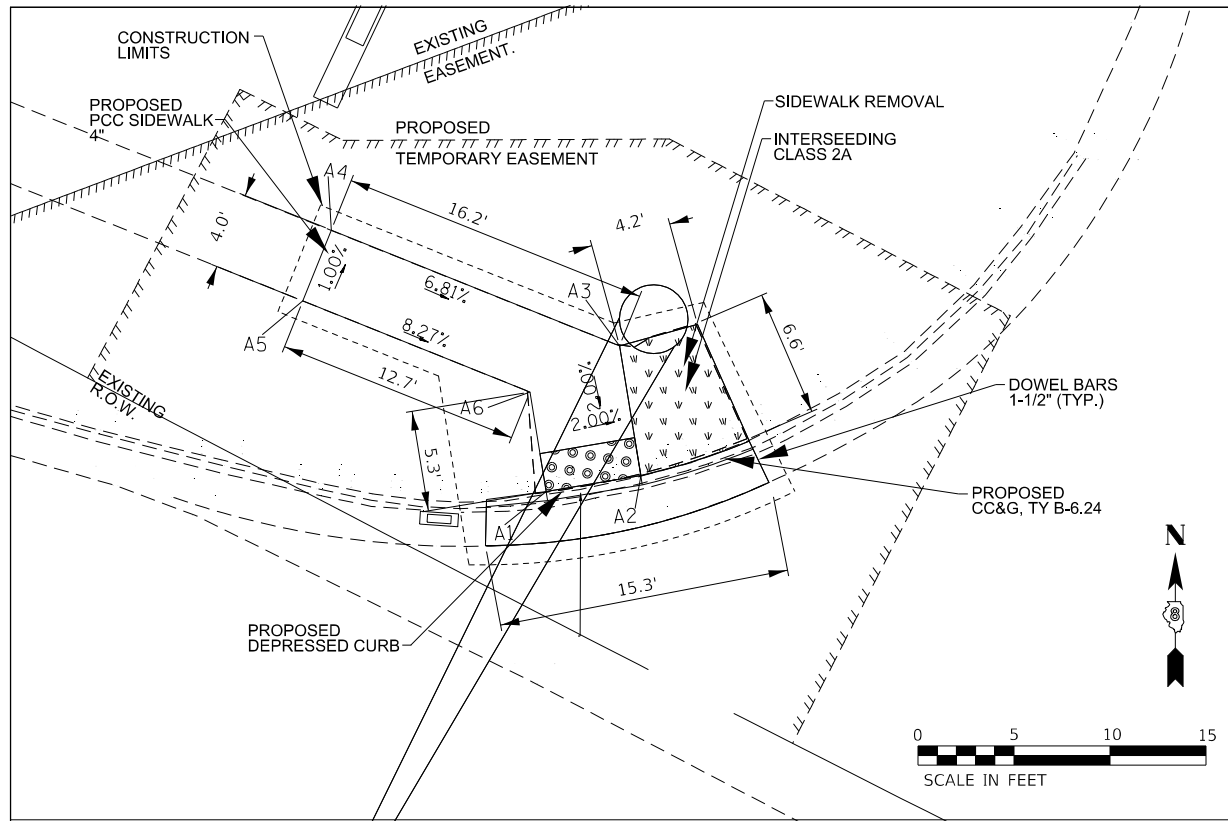 CONSTRUCTION
LIMITS
EXISTING
EASEMENT.
PROPOSED
PCC SIDEWALK
4"
PROPOSED
TEMPORARY EASEMENT
SIDEWALK REMOVAL
INTERSEEDING
CLASS 2A
A4
16.2'
4.2'
4.0'
1.00%
6.81%
A3
8.27%
A5
6.6'
12.7'
2.00%
EXISTING
R.O.W.
A6
2.00%
DOWEL BARS
1-1/2" (TYP.)
5.3'
PROPOSED
CC&G, TY B-6.24
A1
A2
N
8
15.3'
PROPOSED
DEPRESSED CURB
0 5 10 15
SCALE IN FEET